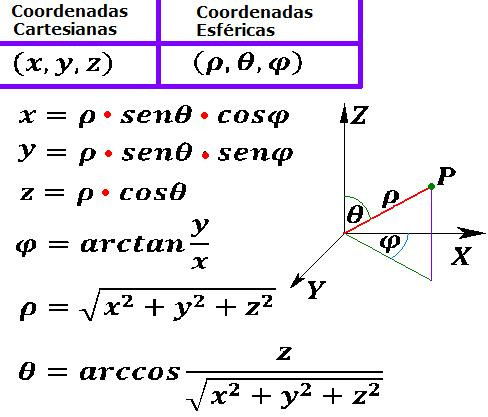 Coordenadas Cartesianas
Coordenadas Esféricas
(x, y, z)
(ρ, θ, φ)
x = ρ • senθ • cosφ
y = ρ • senθ • senφ
z = ρ • cosθ
φ = arctan y/x
ρ = √(x² + y² + z²)
θ = arccos z/√(x² + y² + z²)
Z
P
ρ
θ
φ
X
Y